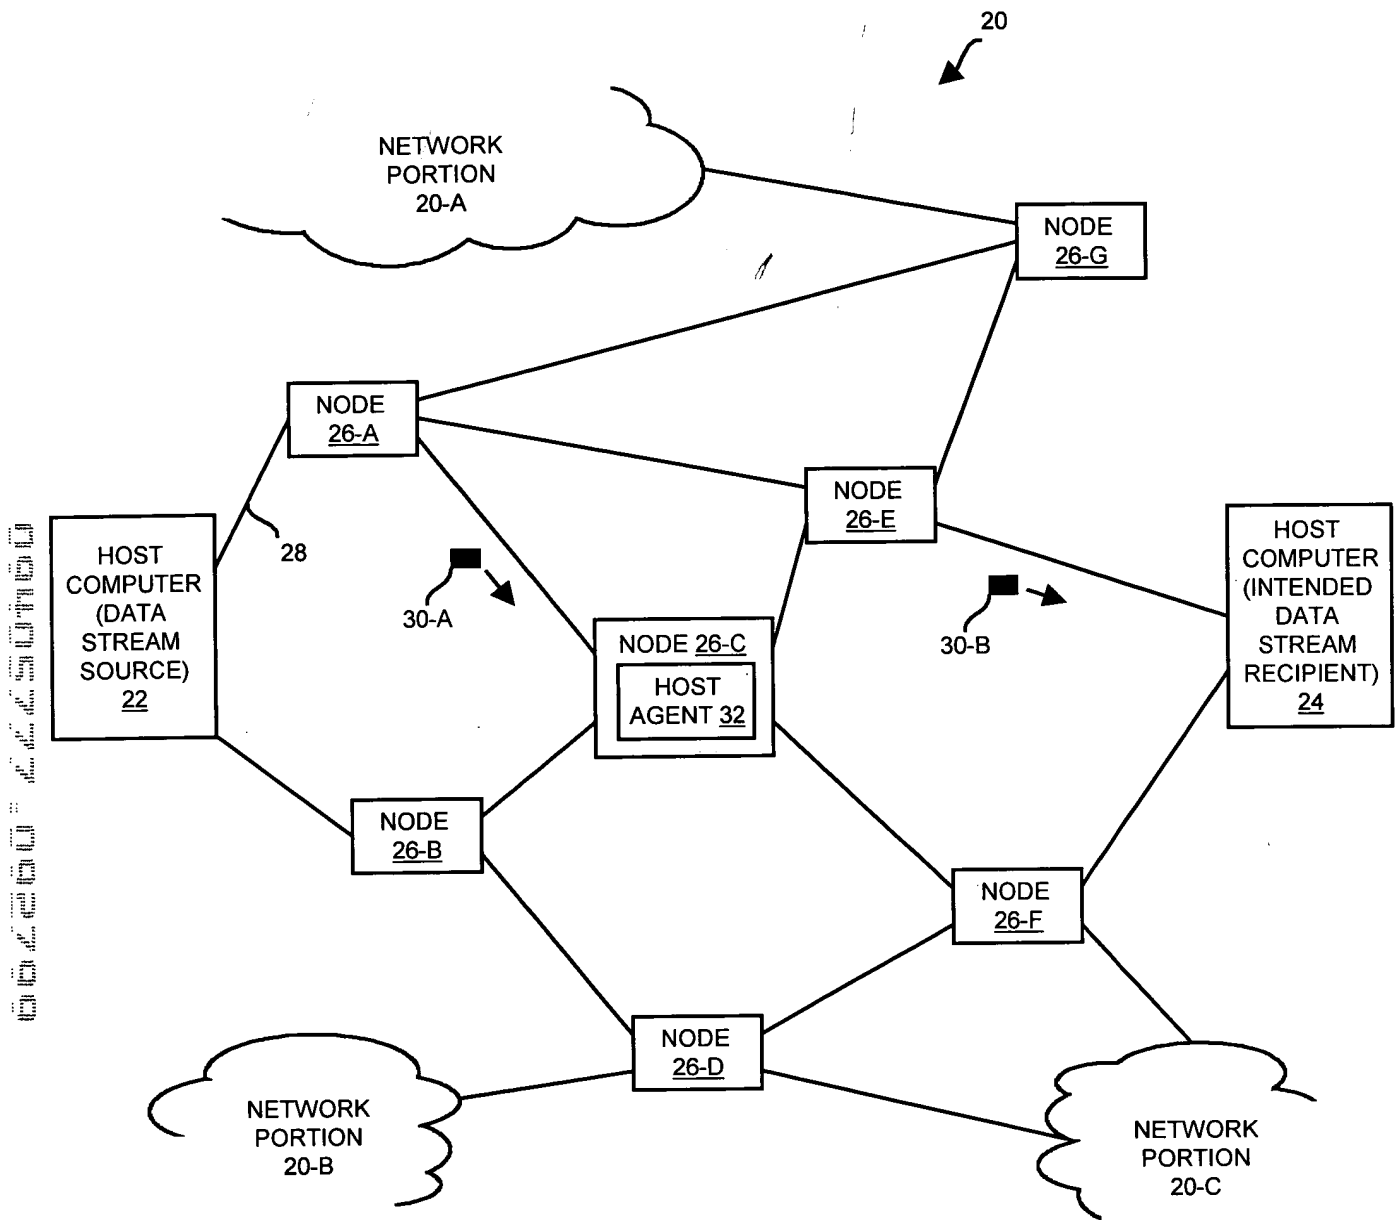 20
NETWORK
PORTION
20-A
NODE
26-G
NODE
26-A
NODE
26-E
28
HOST
COMPUTER
(DATA
STREAM
SOURCE)
22
30-A
NODE 26-C
HOST
AGENT 32
30-B
HOST
COMPUTER
(INTENDED
DATA
STREAM
RECIPIENT)
24
NODE
26-B
NODE
26-F
NODE
26-D
NETWORK
PORTION
20-B
NETWORK
PORTION
20-C